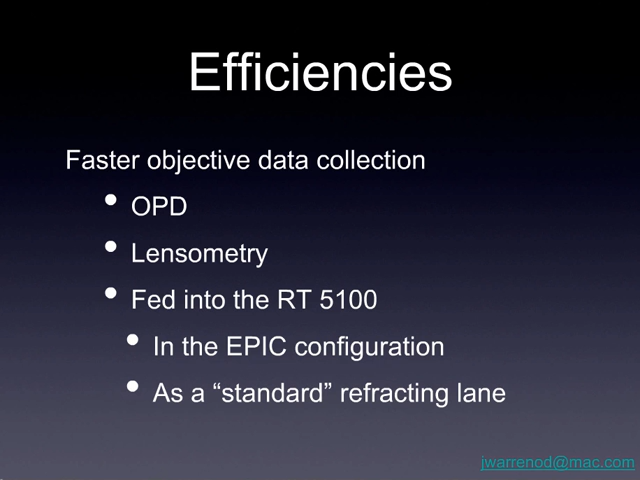 Efficiencies
Faster objective data collection
• OPD
• Lensometry
• Fed into the RT 5100
• In the EPIC configuration
• As a “standard” refracting lane
jwarrenod@mac.com